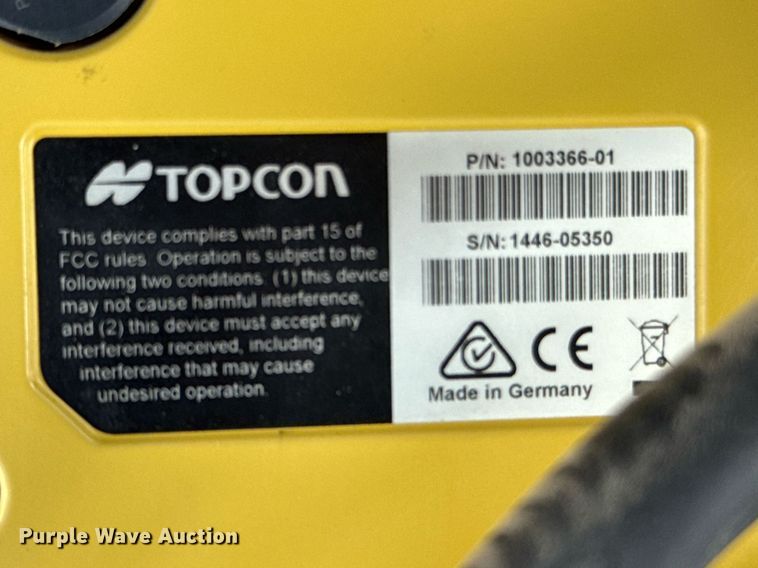 TOPCON
This device complies with part 15 of
FCC rules. Operation is subject to the
following two conditions. (1) this device
may not cause harmful interference,
and (2) this device must accept any
interference received, including
interference that may cause
undesired operation.
P/N: 1003366-01
S/N: 1446-05350
CE
Made in Germany
Purple Wave Auction